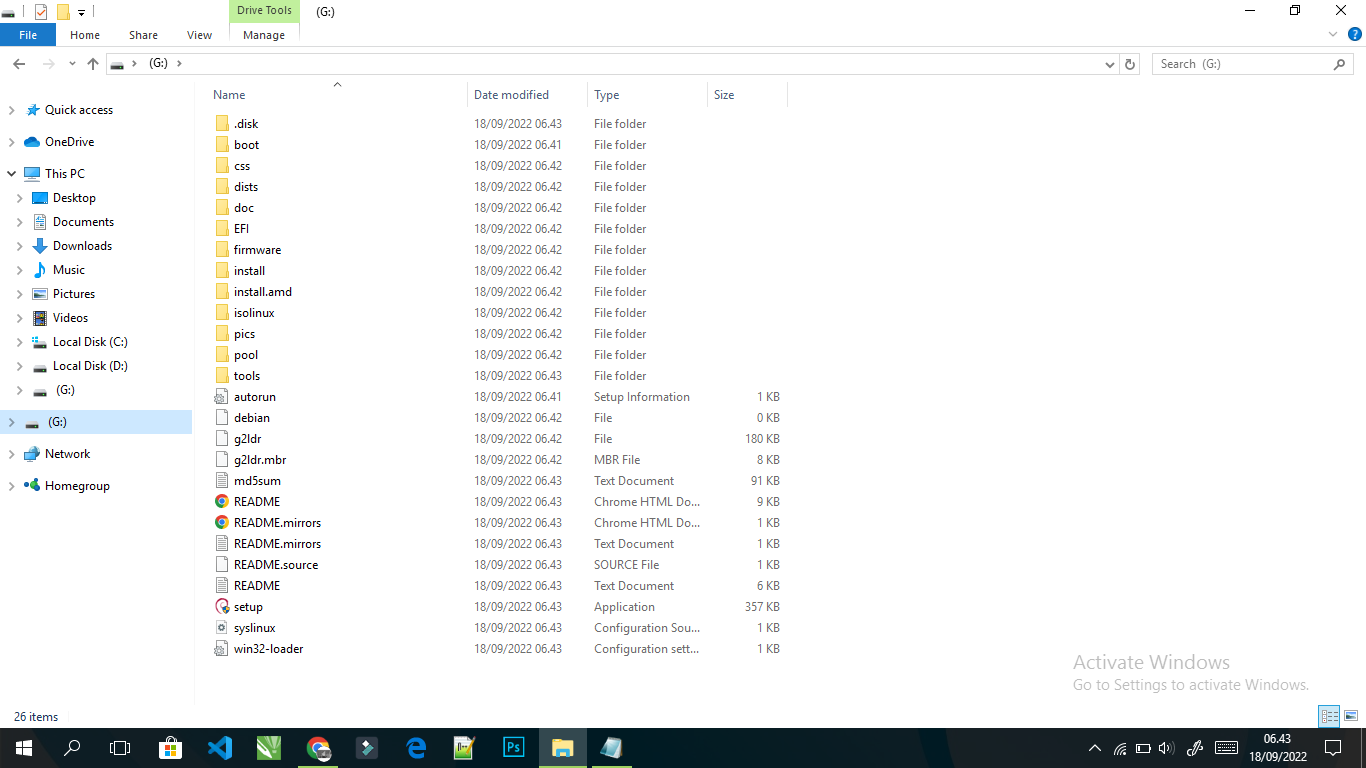 Drive Tools
(G:)
File
Home
Share
View
Manage
(G:)
Search (G:)
Name
Date modified
Type
Size
Quick access
OneDrive
This PC
Desktop
Documents
Downloads
Music
Pictures
Videos
Local Disk (C:)
Local Disk (D:)
(G:)
(G:)
Network
Homegroup
.disk 18/09/2022 06.43 File folder
boot 18/09/2022 06.41 File folder
css 18/09/2022 06.42 File folder
dists 18/09/2022 06.42 File folder
doc 18/09/2022 06.42 File folder
EFI 18/09/2022 06.42 File folder
firmware 18/09/2022 06.42 File folder
install 18/09/2022 06.42 File folder
install.amd 18/09/2022 06.42 File folder
isolinux 18/09/2022 06.42 File folder
pics 18/09/2022 06.42 File folder
pool 18/09/2022 06.42 File folder
tools 18/09/2022 06.43 File folder
autorun 18/09/2022 06.41 Setup Information 1 KB
debian 18/09/2022 06.42 File 0 KB
g2ldr 18/09/2022 06.42 File 180 KB
g2ldr.mbr 18/09/2022 06.42 MBR File 8 KB
md5sum 18/09/2022 06.43 Text Document 91 KB
README 18/09/2022 06.43 Chrome HTML Do... 9 KB
README.mirrors 18/09/2022 06.43 Chrome HTML Do... 1 KB
README.mirrors 18/09/2022 06.43 Text Document 1 KB
README.source 18/09/2022 06.43 SOURCE File 1 KB
README 18/09/2022 06.43 Text Document 6 KB
setup 18/09/2022 06.43 Application 357 KB
syslinux 18/09/2022 06.43 Configuration Sou... 1 KB
win32-loader 18/09/2022 06.43 Configuration sett... 1 KB
Activate Windows
Go to Settings to activate Windows.
26 items
Ps
06.43
18/09/2022